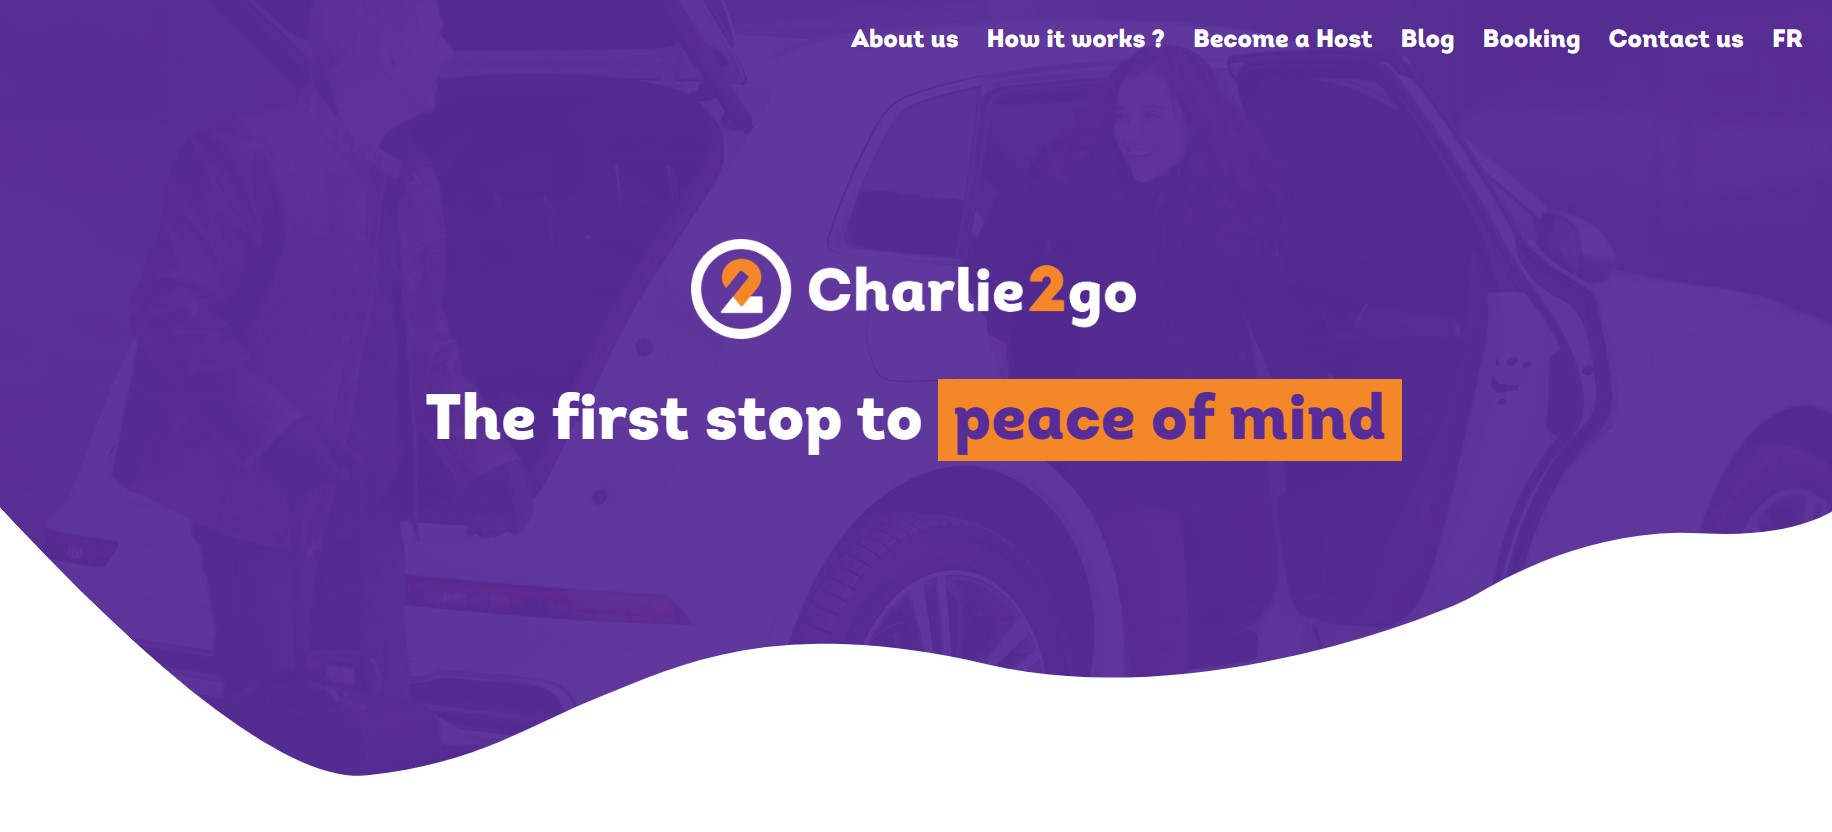 About us How it works ? Become a Host Blog Booking Contact us FR
2 Charlie2go
The first stop to peace of mind